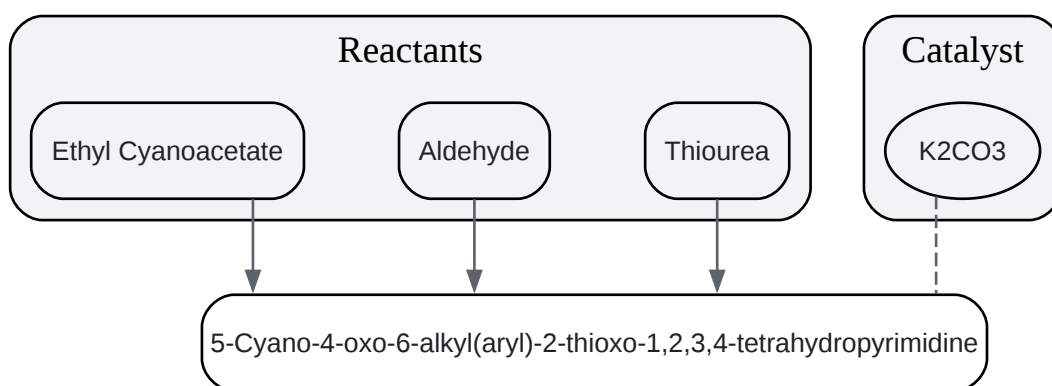 Reactants
Catalyst
Ethyl Cyanoacetate
Aldehyde
Thiourea
K2CO3
5-Cyano-4-oxo-6-alkyl(aryl)-2-thioxo-1,2,3,4-tetrahydropyrimidine